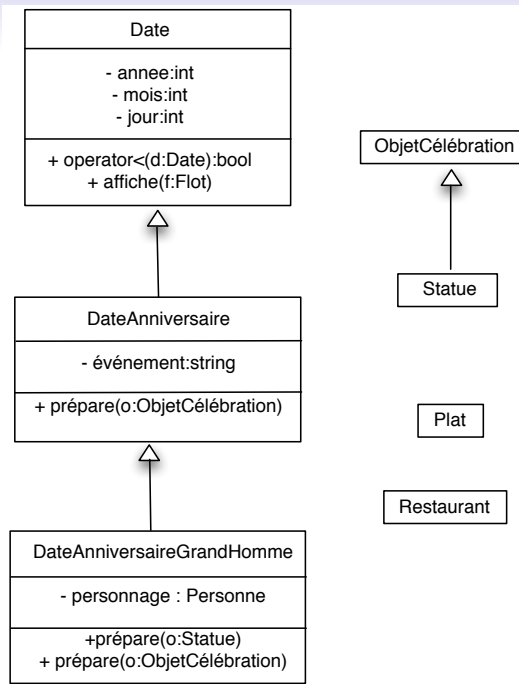 Date
- annee:int
- mois:int
- jour:int
+ operator<(d:Date):bool
+ affiche(f:Flot)
DateAnniversaire
- événement:string
+ prépare(o:ObjetCélébration)
DateAnniversaireGrandHomme
- personnage : Personne
+prépare(o:Statue)
+ prépare(o:ObjetCélébration)
ObjetCélébration
Statue
Plat
Restaurant